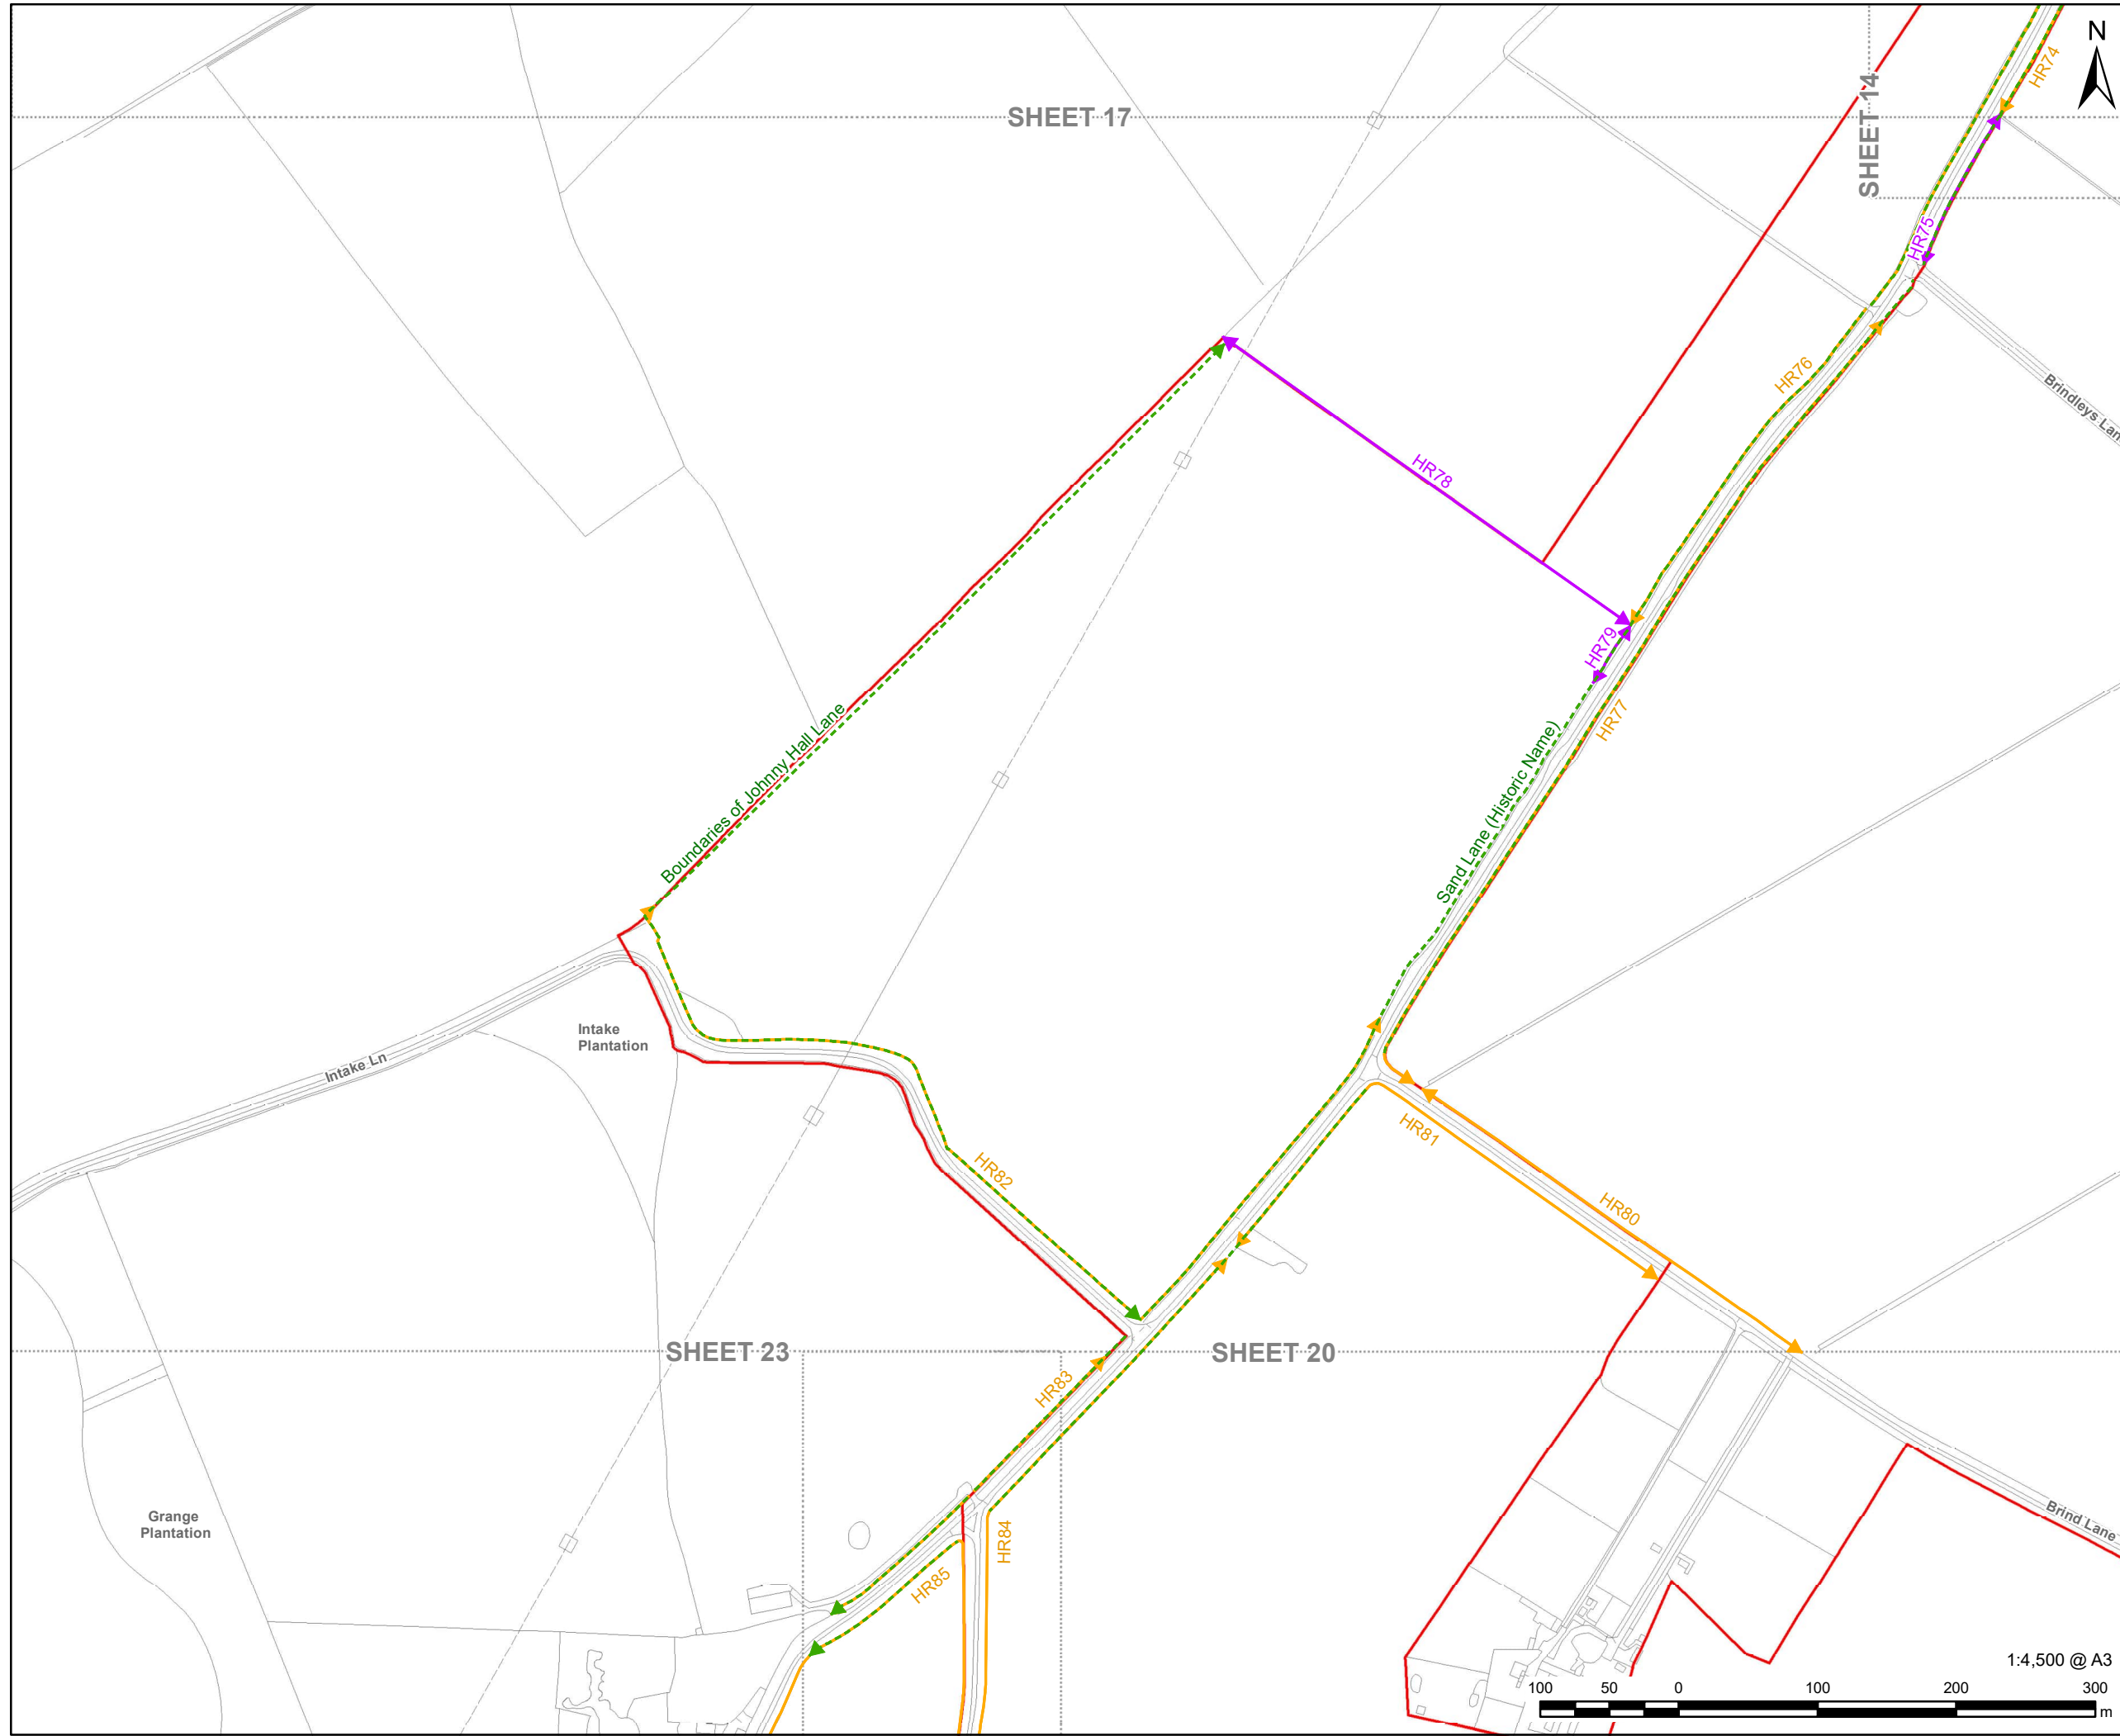 N
HR74
SHEET 17
SHEET 14
HR75
HR76
Brindleys Lan
HR78
HR79
HR77
Boundaries of Johnny Hall Lane
Sand Lane (Historic Name)
Intake
Plantation
Intake Ln
HR81
HR82
HR80
SHEET 23
SHEET 20
HR83
Grange
Plantation
HR84
HR85
Brind Lane
1:4,500 @ A3
100 50 0 100 200 300
m